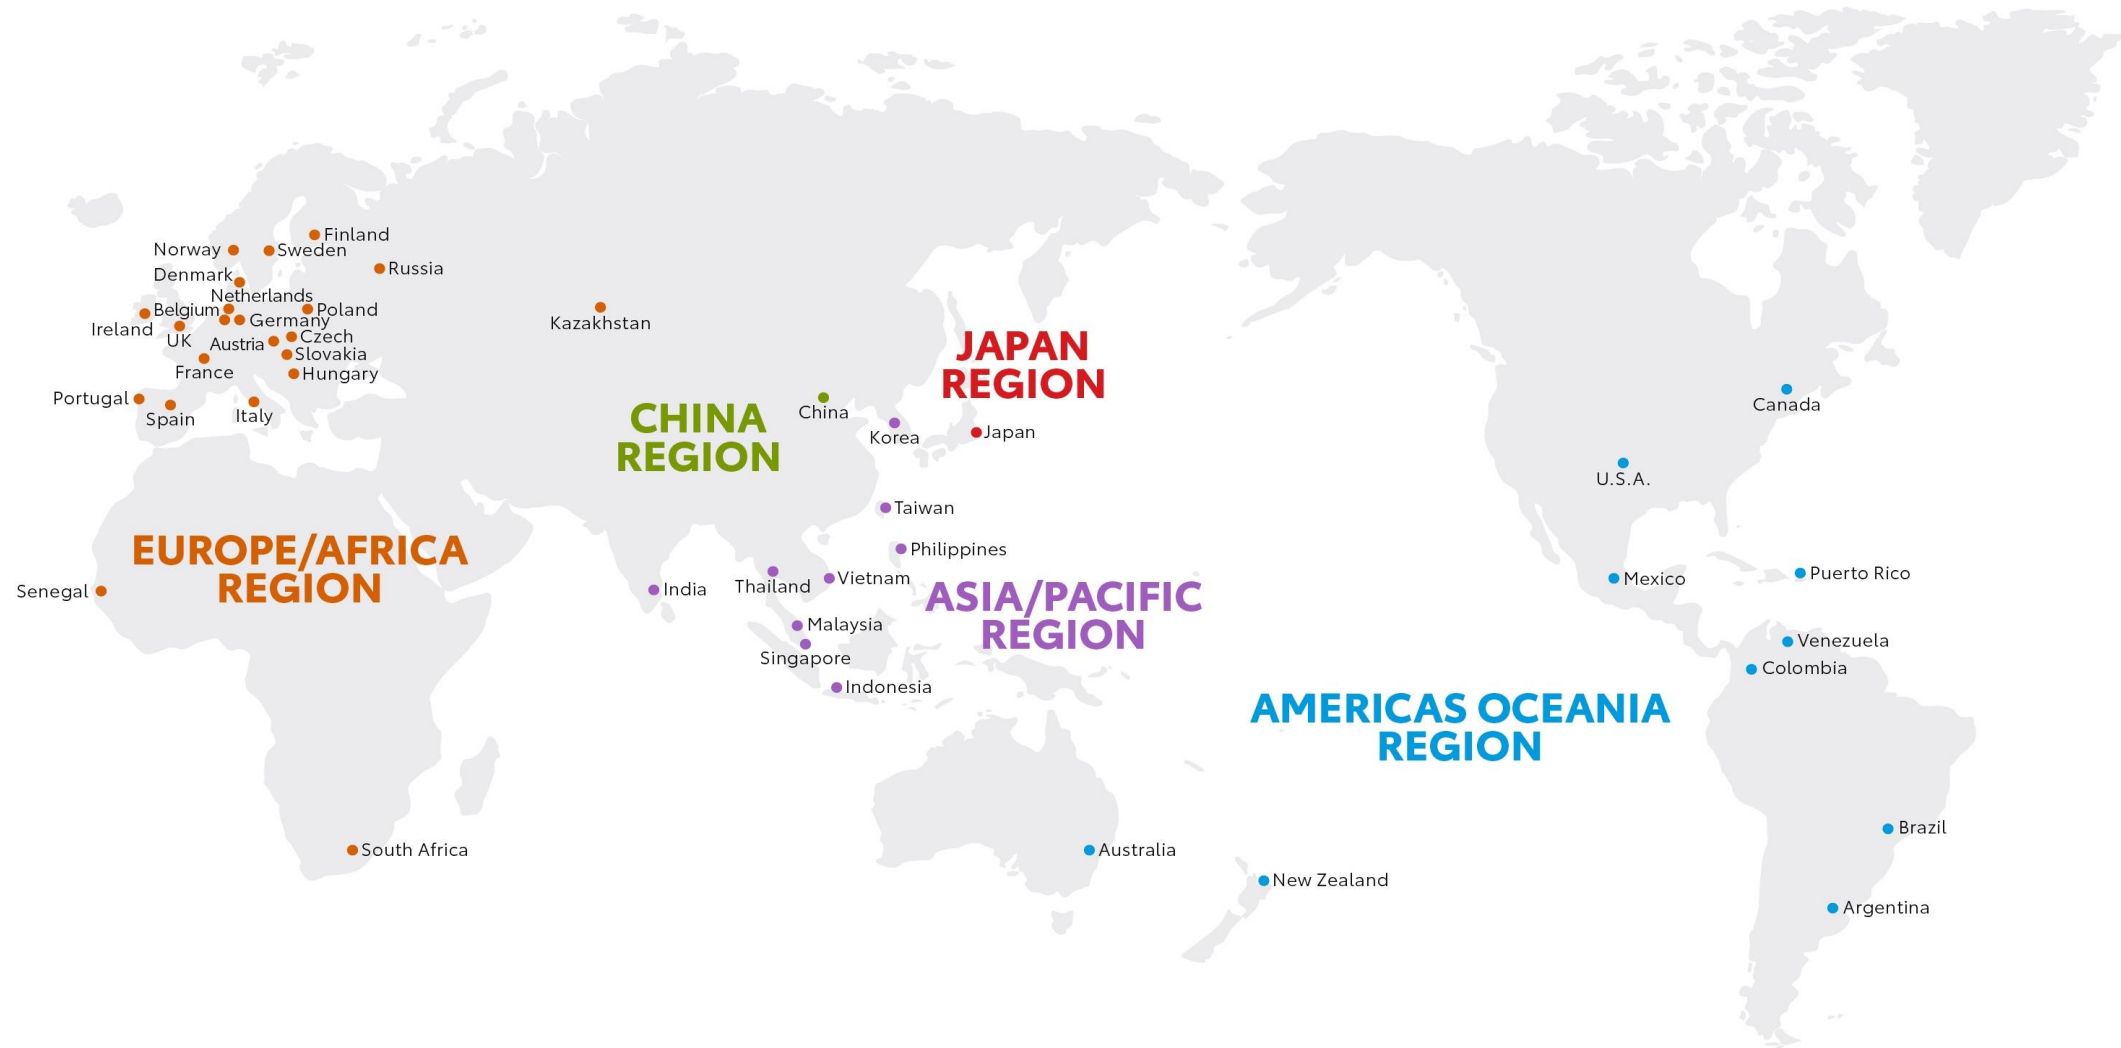 Finland
Norway
Sweden
Russia
Denmark
Netherlands
Belgium
Poland
Ireland
Germany
UK
Austria
Czech
Slovakia
France
Hungary
Portugal
Spain
Italy
Kazakhstan
EUROPE/AFRICA
REGION
Senegal
South Africa
CHINA
REGION
China
JAPAN
REGION
Japan
Korea
Taiwan
Philippines
Vietnam
Thailand
India
Malaysia
Singapore
Indonesia
ASIA/PACIFIC
REGION
AMERICAS OCEANIA
REGION
Australia
New Zealand
Canada
U.S.A.
Mexico
Puerto Rico
Venezuela
Colombia
Brazil
Argentina